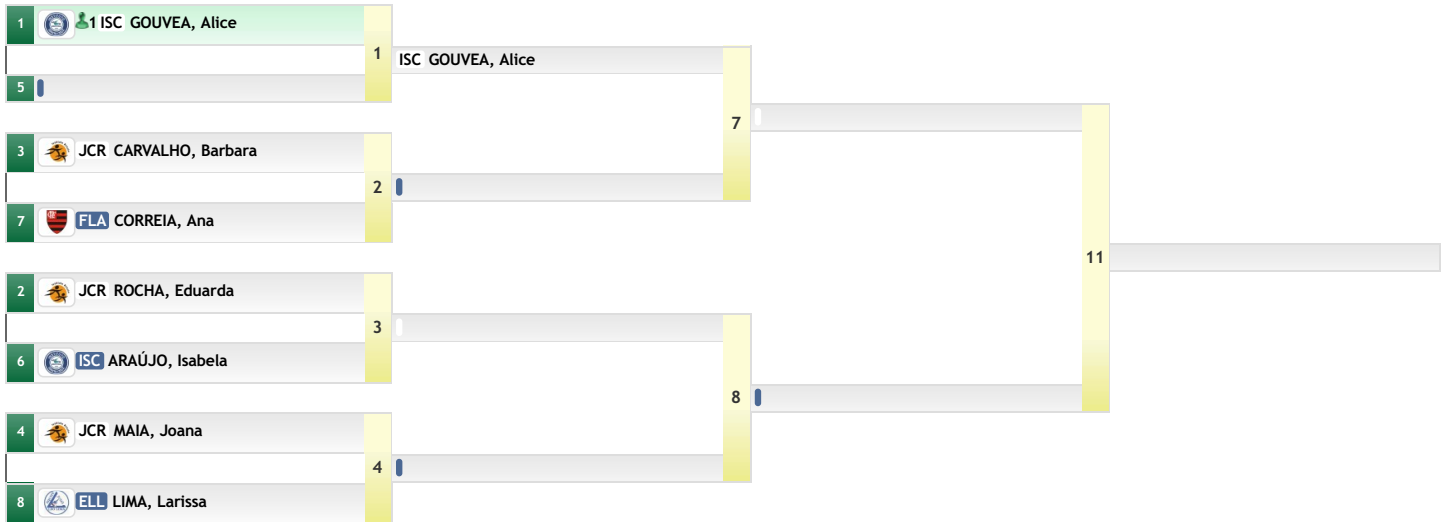 1 1 ISC GOUVEA, Alice
1
ISC GOUVEA, Alice
5
7
3 JCR CARVALHO, Barbara
2
7 FLA CORREIA, Ana
11
2 JCR ROCHA, Eduarda
3
6 ISC ARAÚJO, Isabela
8
4 JCR MAIA, Joana
4
8 ELL LIMA, Larissa